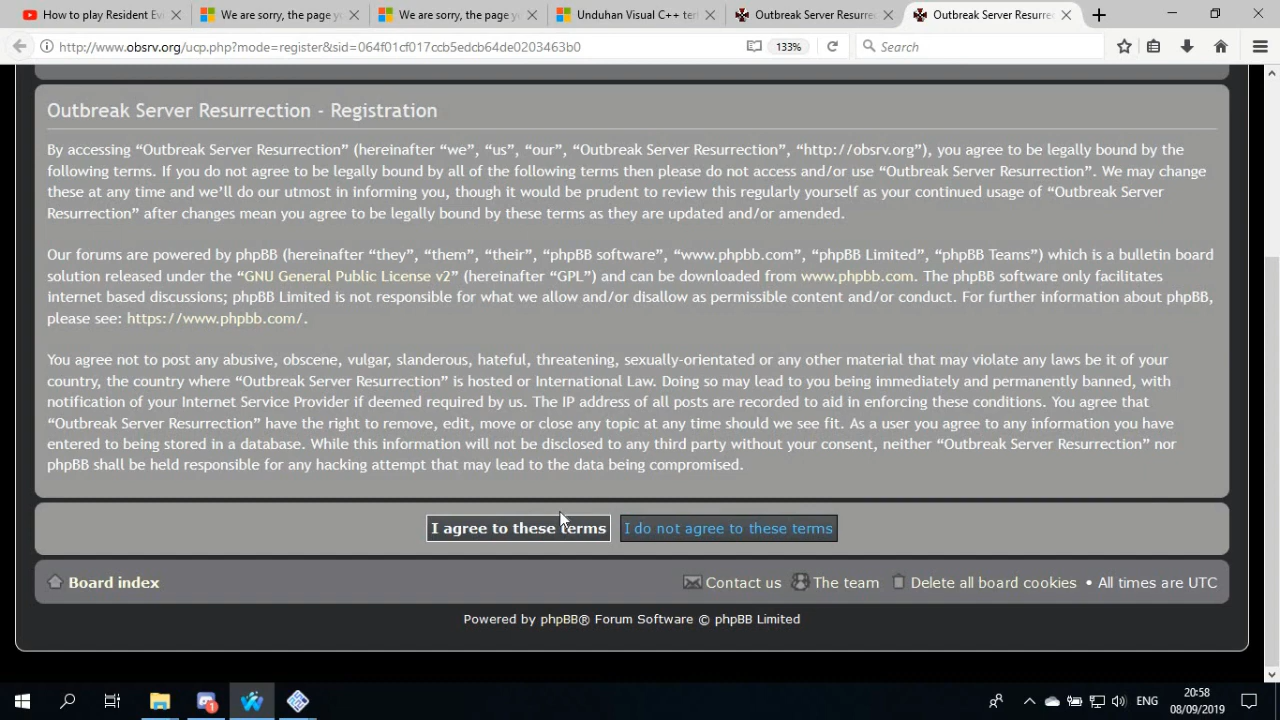 How to play Resident Ev
We are sorry, the page y
We are sorry, the page y
Unduhan Visual C++ ter
Outbreak Server Resurre
Outbreak Server Resurre
http://www.obsrv.org/ucp.php?mode=register&sid=064f01cf017ccb5edcb64de0203463b0
133%
Search
Outbreak Server Resurrection - Registration
By accessing “Outbreak Server Resurrection” (hereinafter “we”, “us”, “our”, “Outbreak Server Resurrection”, “http://obsrv.org”), you agree to be legally bound by the
following terms. If you do not agree to be legally bound by all of the following terms then please do not access and/or use “Outbreak Server Resurrection”. We may change
these at any time and we’ll do our utmost in informing you, though it would be prudent to review this regularly yourself as your continued usage of “Outbreak Server
Resurrection” after changes mean you agree to be legally bound by these terms as they are updated and/or amended.
Our forums are powered by phpBB (hereinafter “they”, “them”, “their”, “phpBB software”, “www.phpbb.com”, “phpBB Limited”, “phpBB Teams”) which is a bulletin board
solution released under the “GNU General Public License v2” (hereinafter “GPL”) and can be downloaded from www.phpbb.com. The phpBB software only facilitates
internet based discussions; phpBB Limited is not responsible for what we allow and/or disallow as permissible content and/or conduct. For further information about phpBB,
please see: https://www.phpbb.com/.
You agree not to post any abusive, obscene, vulgar, slanderous, hateful, threatening, sexually-orientated or any other material that may violate any laws be it of your
country, the country where “Outbreak Server Resurrection” is hosted or International Law. Doing so may lead to you being immediately and permanently banned, with
notification of your Internet Service Provider if deemed required by us. The IP address of all posts are recorded to aid in enforcing these conditions. You agree that
“Outbreak Server Resurrection” have the right to remove, edit, move or close any topic at any time should we see fit. As a user you agree to any information you have
entered to being stored in a database. While this information will not be disclosed to any third party without your consent, neither “Outbreak Server Resurrection” nor
phpBB shall be held responsible for any hacking attempt that may lead to the data being compromised.
I agree to these terms
I do not agree to these terms
Board index
Contact us
The team
Delete all board cookies
• All times are UTC
Powered by phpBB® Forum Software © phpBB Limited
1
ENG
20:58
08/09/2019